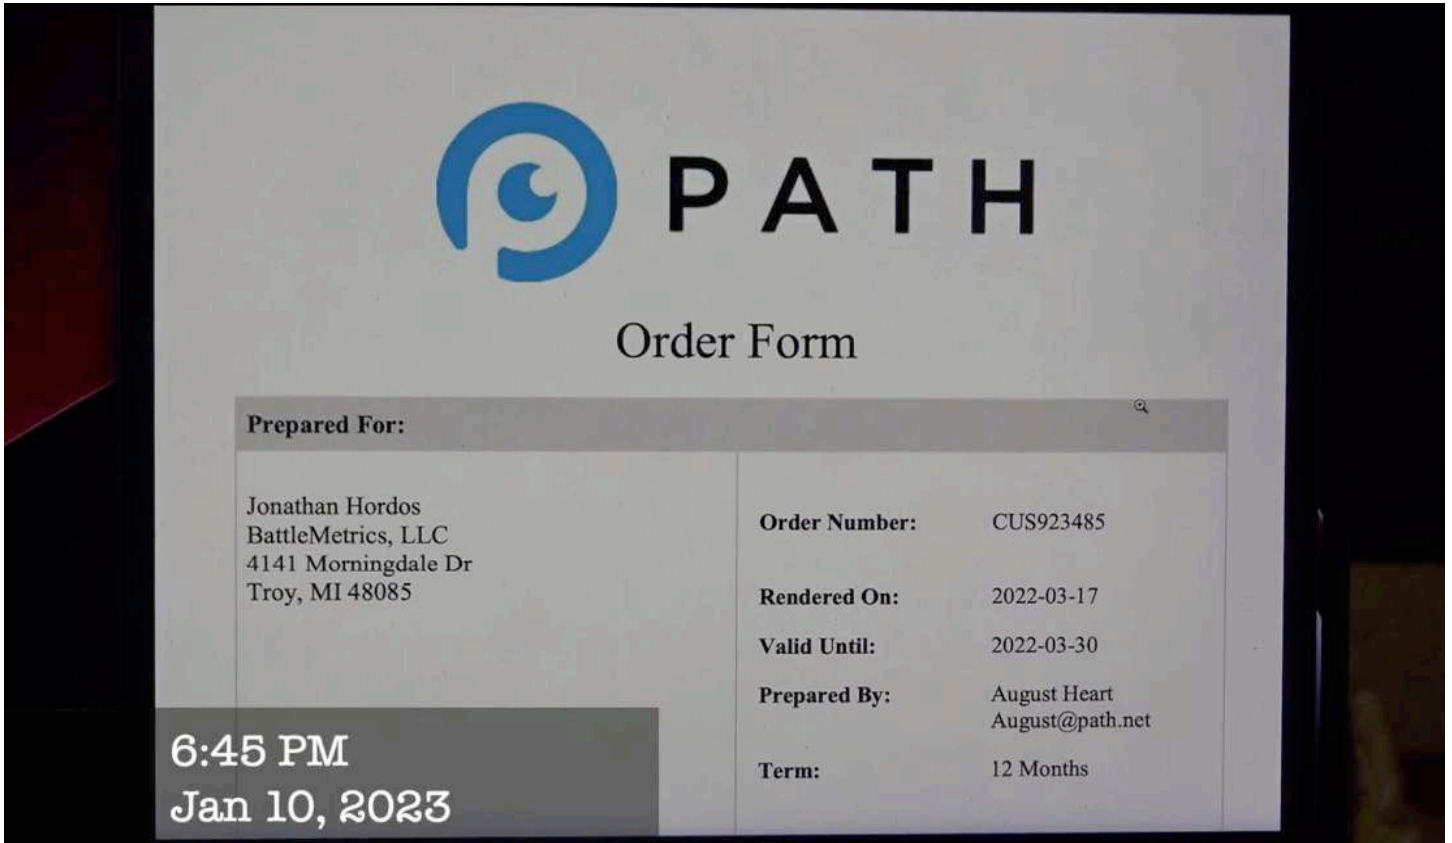 PATH
Order Form
Prepared For:
Jonathan Hordos
BattleMetrics, LLC
4141 Morningdale Dr
Troy, MI 48085
Order Number: CUS923485
Rendered On: 2022-03-17
Valid Until: 2022-03-30
Prepared By: August Heart
August@path.net
Term: 12 Months
6:45 PM
Jan 10, 2023